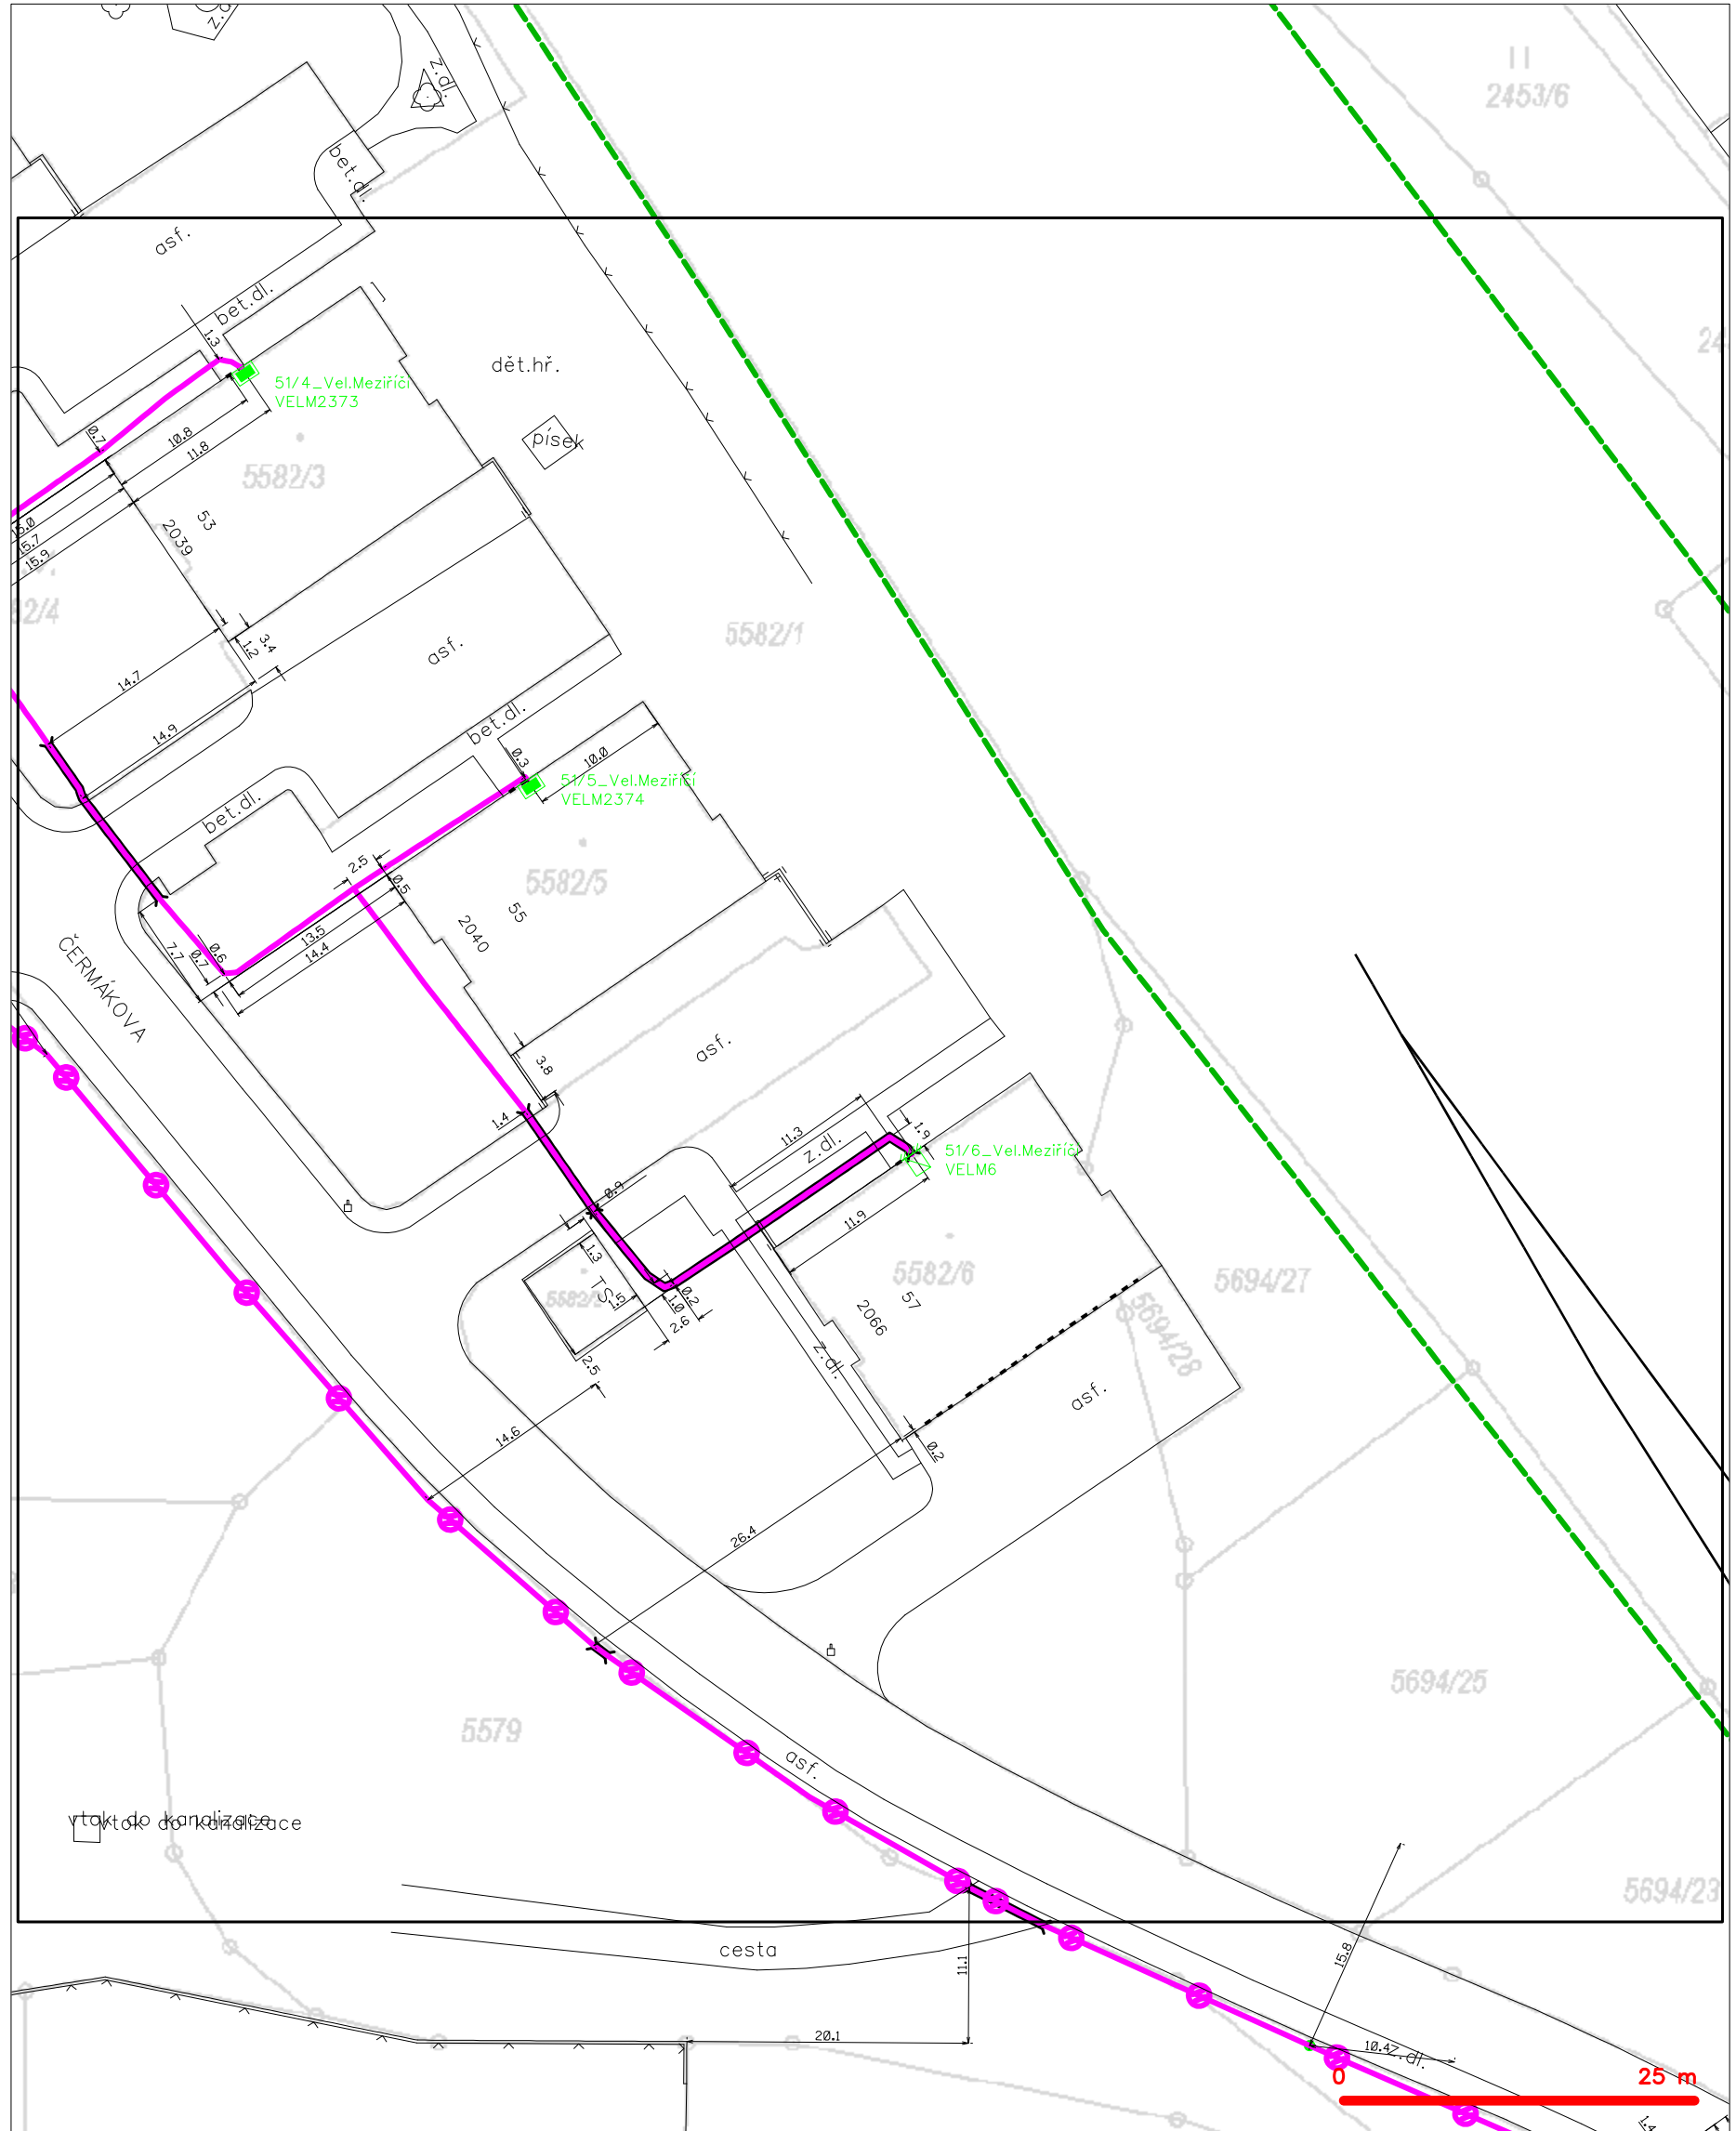 z.dl.
2453/6
bet.dl.
asf.
bet.dl.
1.3
dět.hř.
51/4_Vel.Meziříčí
VELM2373
písek
0.7
10.8
11.8
5582/3
53
2039
15.0
15.7
15.9
82/4
5582/1
1.2
3.4
asf.
14.7
14.9
bet.dl.
0.3
10.0
51/5_Vel.Meziříčí
VELM2374
bet.dl.
2.5
0.5
5582/5
55
2040
13.5
14.4
0.6
0.7
7.7
ČERMÁKOVA
asf.
3.8
1.4
11.3
z.dl.
1.9
51/6_Vel.Meziříčí
VELM6
0.9
11.9
1.3
TS
1.5
5582/6
57
2066
5694/27
5694/28
0.2
1.0
2.6
2.5
z.dl.
asf.
14.6
0.2
26.4
5694/25
5579
asf.
vtok do kanalizace
vtok do kanalizace
5694/23
cesta
11.1
15.8
20.1
10.47
z.dl.
0
25 m
1.4